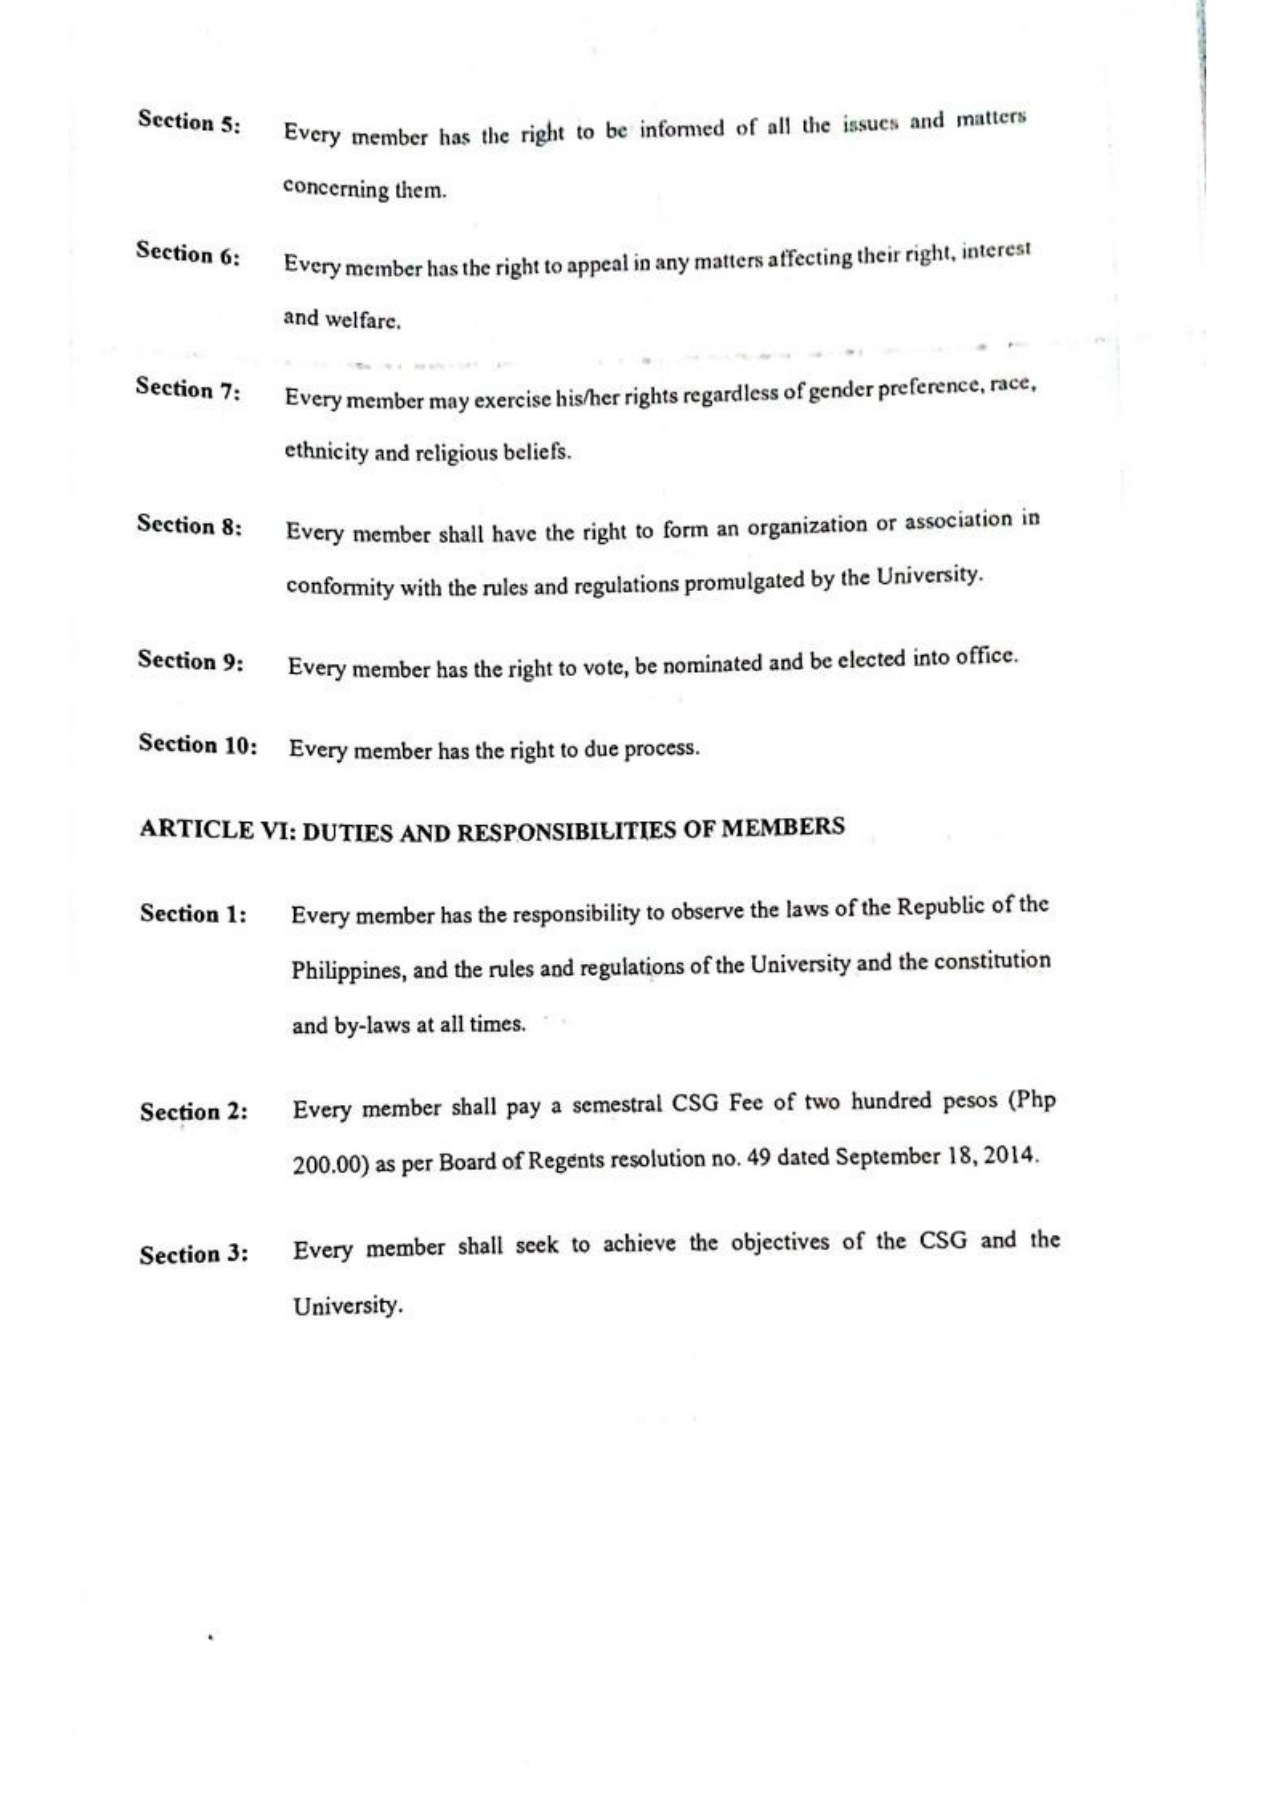 Section 5: Every member has the right to be informed of all the issues and matters
concerning them.
Section 6: Every member has the right to appeal in any matters affecting their right, interest
and welfare.
Section 7: Every member may exercise his/her rights regardless of gender preference, race,
ethnicity and religious beliefs.
Section 8: Every member shall have the right to form an organization or association in
conformity with the rules and regulations promulgated by the University.
Section 9: Every member has the right to vote, be nominated and be elected into office.
Section 10: Every member has the right to due process.
ARTICLE VI: DUTIES AND RESPONSIBILITIES OF MEMBERS
Section 1: Every member has the responsibility to observe the laws of the Republic of the
Philippines, and the rules and regulations of the University and the constitution
and by-laws at all times.
Section 2: Every member shall pay a semestral CSG Fee of two hundred pesos (Php
200.00) as per Board of Regents resolution no. 49 dated September 18, 2014.
Section 3: Every member shall seek to achieve the objectives of the CSG and the
University.